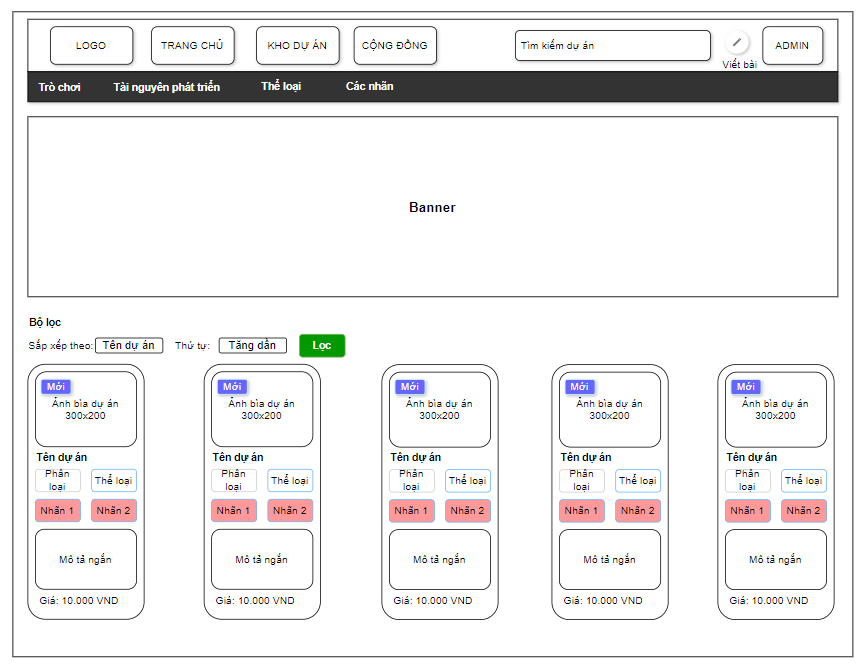 LOGO
TRANG CHỦ
KHO DỰ ÁN
CỘNG ĐỒNG
Tìm kiếm dự án
Viết bài
ADMIN
Trò chơi
Tài nguyên phát triển
Thể loại
Các nhãn
Banner
Bộ lọc
Sắp xếp theo:
Tên dự án
Thứ tự:
Tăng dần
Lọc
Mới
Ảnh bìa dự án
300x200
Tên dự án
Phân
loại
Thể loại
Nhãn 1
Nhãn 2
Mô tả ngắn
Giá: 10.000 VND
Mới
Ảnh bìa dự án
300x200
Tên dự án
Phân
loại
Thể loại
Nhãn 1
Nhãn 2
Mô tả ngắn
Giá: 10.000 VND
Mới
Ảnh bìa dự án
300x200
Tên dự án
Phân
loại
Thể loại
Nhãn 1
Nhãn 2
Mô tả ngắn
Giá: 10.000 VND
Mới
Ảnh bìa dự án
300x200
Tên dự án
Phân
loại
Thể loại
Nhãn 1
Nhãn 2
Mô tả ngắn
Giá: 10.000 VND
Mới
Ảnh bìa dự án
300x200
Tên dự án
Phân
loại
Thể loại
Nhãn 1
Nhãn 2
Mô tả ngắn
Giá: 10.000 VND